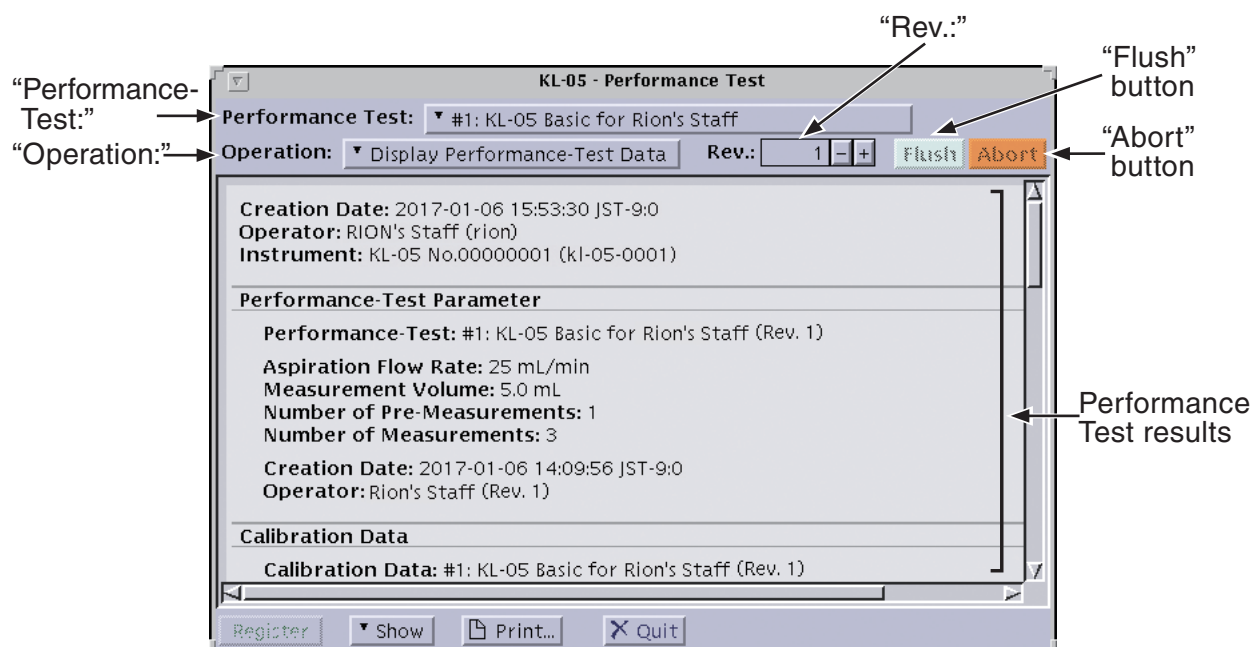 “Rev.:”
“Flush”
button
“Performance-
Test:”
“Operation:”
“Abort”
button
KL-05 - Performance Test
Performance Test: #1: KL-05 Basic for Rion's Staff
Operation: Display Performance-Test Data Rev.: 1 - + Flush Abort
Creation Date: 2017-01-06 15:53:30 JST-9:0
Operator: RION's Staff (rion)
Instrument: KL-05 No.00000001 (kl-05-0001)
Performance-Test Parameter
Performance-Test: #1: KL-05 Basic for Rion's Staff (Rev. 1)
Aspiration Flow Rate: 25 mL/min
Measurement Volume: 5.0 mL
Number of Pre-Measurements: 1
Number of Measurements: 3
Creation Date: 2017-01-06 14:09:56 JST-9:0
Operator: Rion's Staff (Rev. 1)
Calibration Data
Calibration Data: #1: KL-05 Basic for Rion's Staff (Rev. 1)
Performance
Test results
Register Show Print... Quit